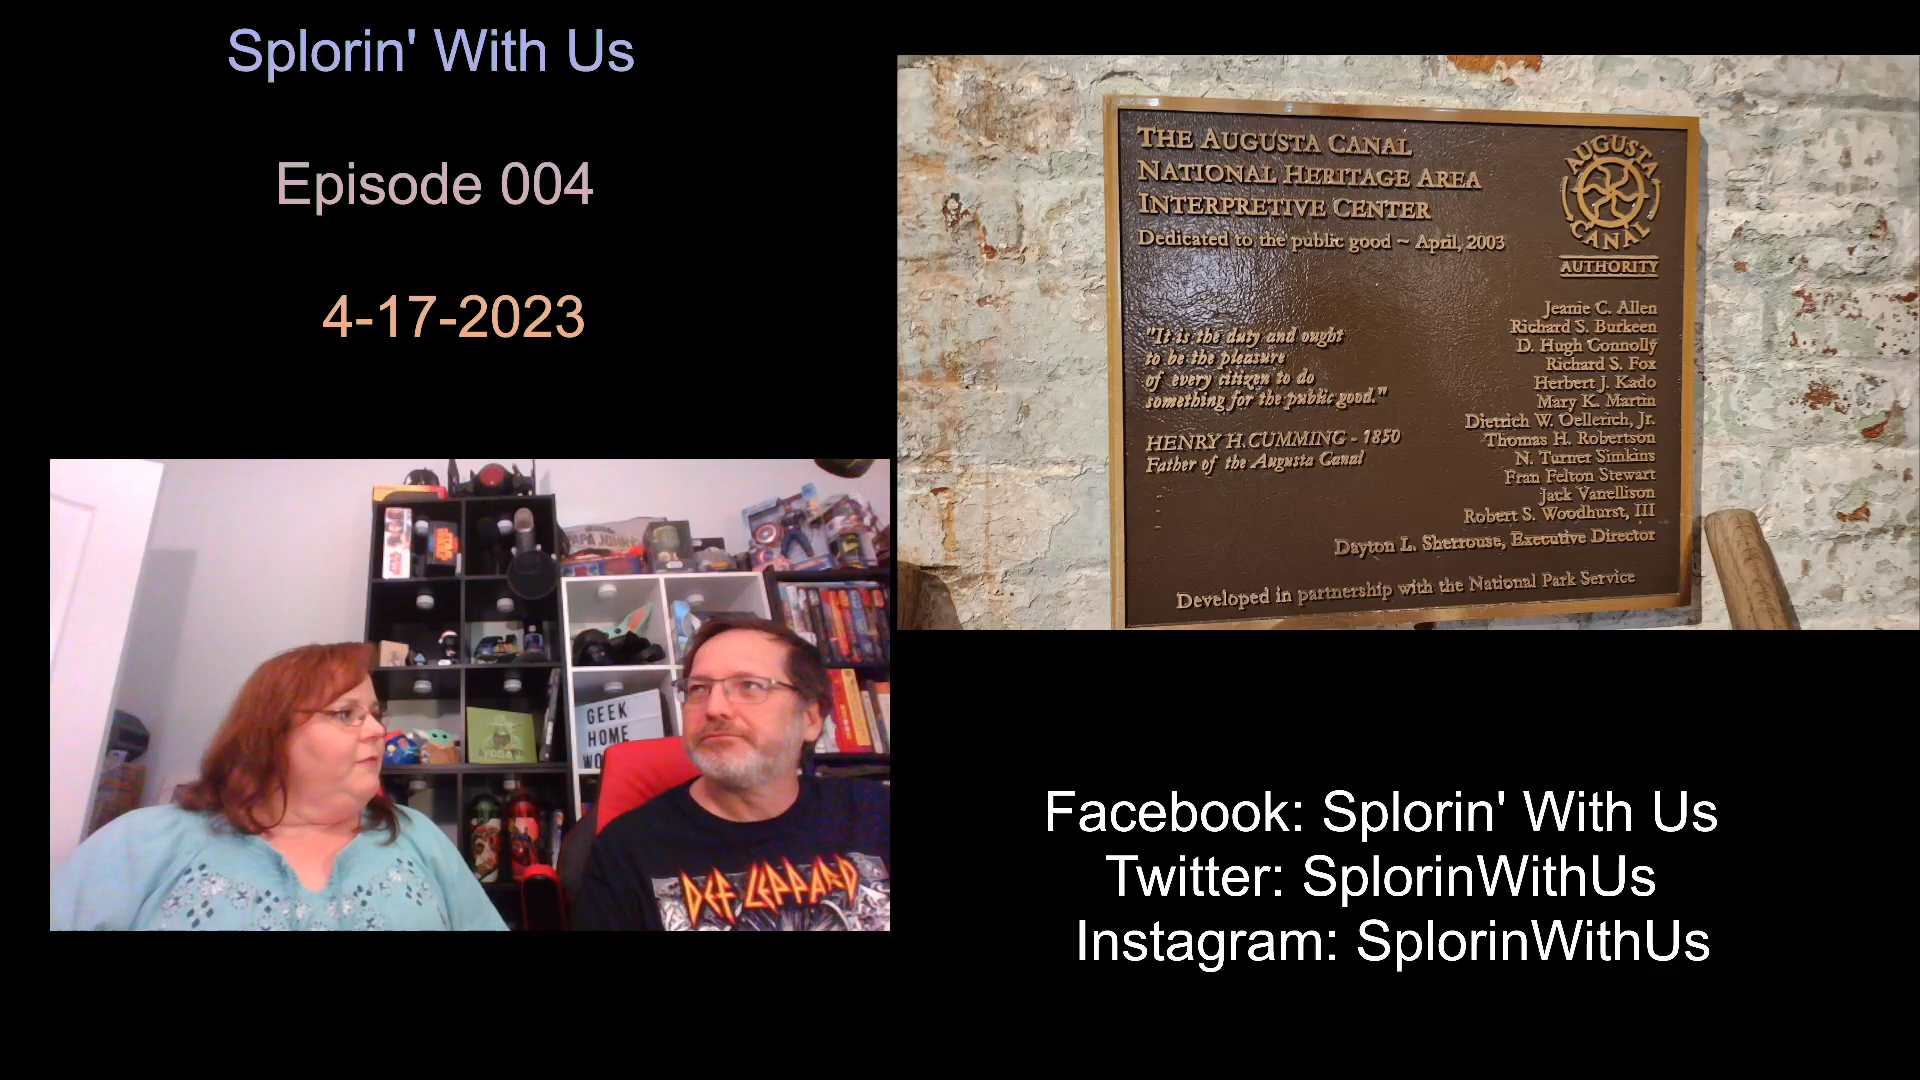 Splorin' With Us
Episode 004
4-17-2023
THE AUGUSTA CANAL
NATIONAL HERITAGE AREA
INTERPRETIVE CENTER
Dedicated to the public good ~ April, 2003
AUGUSTA
CANAL
AUTHORITY
"It is the duty and ought
to be the pleasure
of every citizen to do
something for the public good."
HENRY H. CUMMING - 1850
Father of the Augusta Canal
Jeanie C. Allen
Richard S. Burkeen
D. Hugh Connolly
Richard S. Fox
Herbert J. Kado
Mary K. Martin
Dietrich W. Oellerich, Jr.
Thomas H. Robertson
N. Turner Simkins
Fran Felton Stewart
Jack Vanellison
Robert S. Woodhurst, III
Dayton L. Sherrouse, Executive Director
Developed in partnership with the National Park Service
PAPA JOHN
GEEK
HOME
WO
DEF LEPPARD
Facebook: Splorin' With Us
Twitter: SplorinWithUs
Instagram: SplorinWithUs